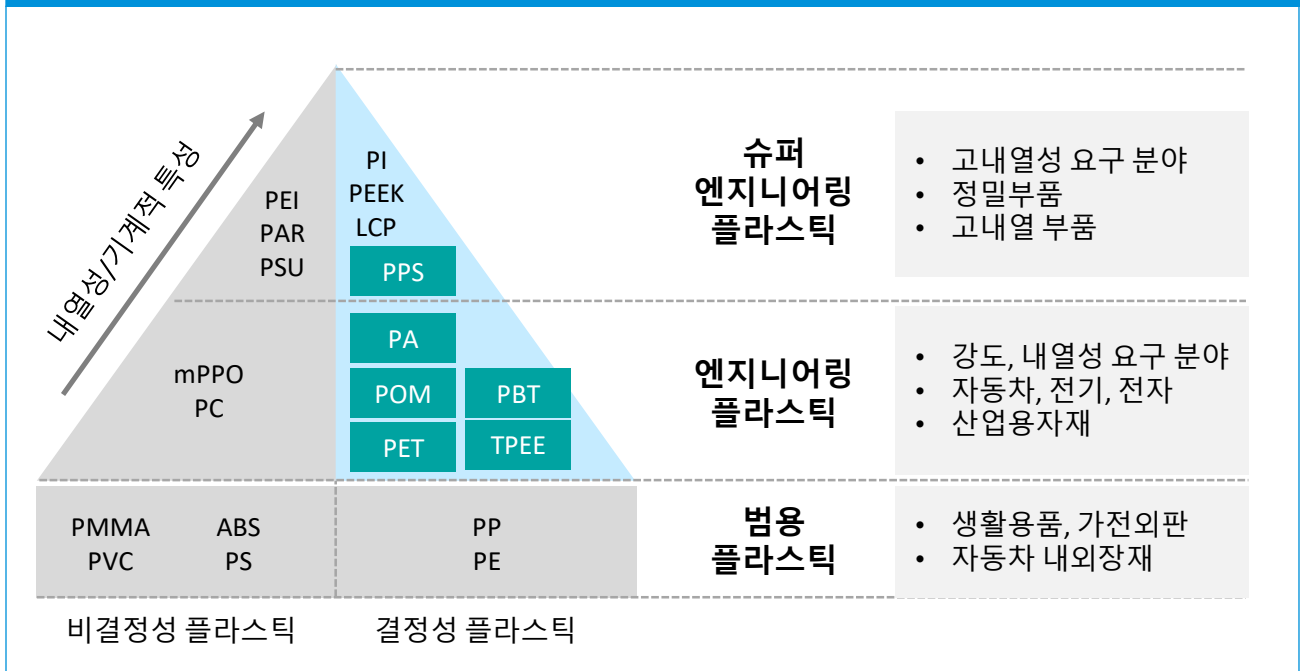 내열성/기계적 특성
PEI
PAR
PSU
PI
PEEK
LCP
PPS
슈퍼
엔지니어링
플라스틱
• 고내열성 요구 분야
• 정밀부품
• 고내열 부품
mPPO
PC
PA
POM
PBT
PET
TPEE
엔지니어링
플라스틱
• 강도, 내열성 요구 분야
• 자동차, 전기, 전자
• 산업용자재
PMMA
PVC
ABS
PS
PP
PE
범용
플라스틱
• 생활용품, 가전외판
• 자동차 내외장재
비결정성 플라스틱
결정성 플라스틱